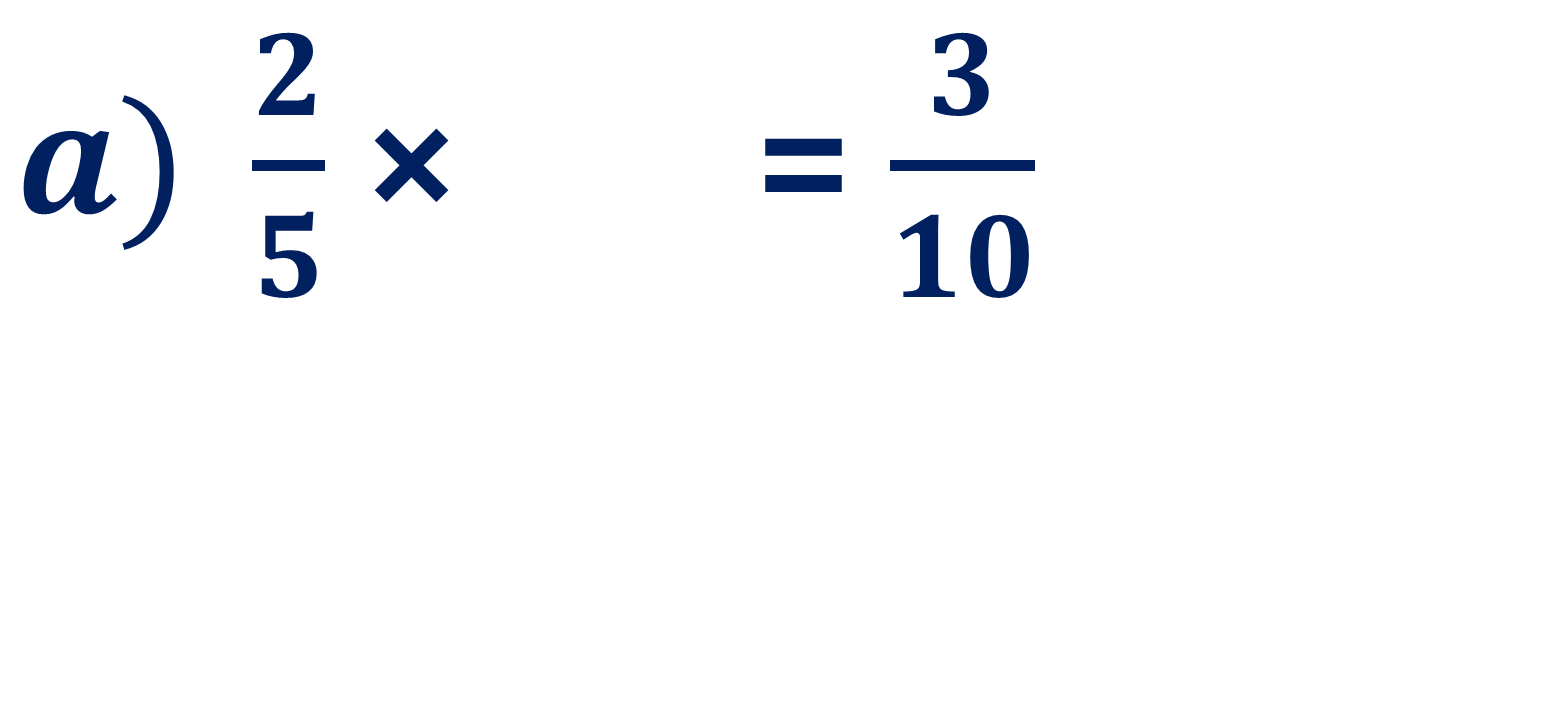 a) 2/5 × = 3/10